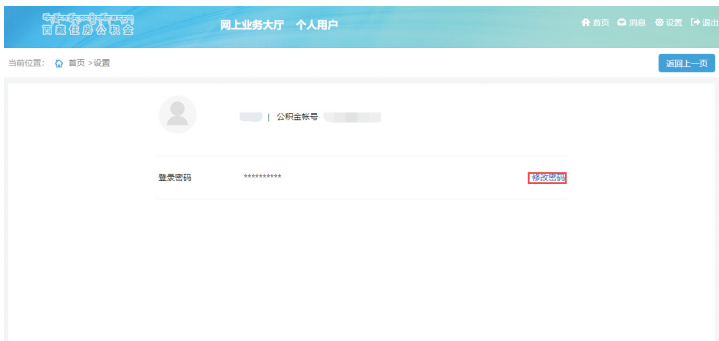 西藏住房公积金
网上业务大厅 个人用户
首页 消息 设置 退出
当前位置: 首页 >设置
返回上一页
| 公积金帐号
登录密码 ********** 修改密码